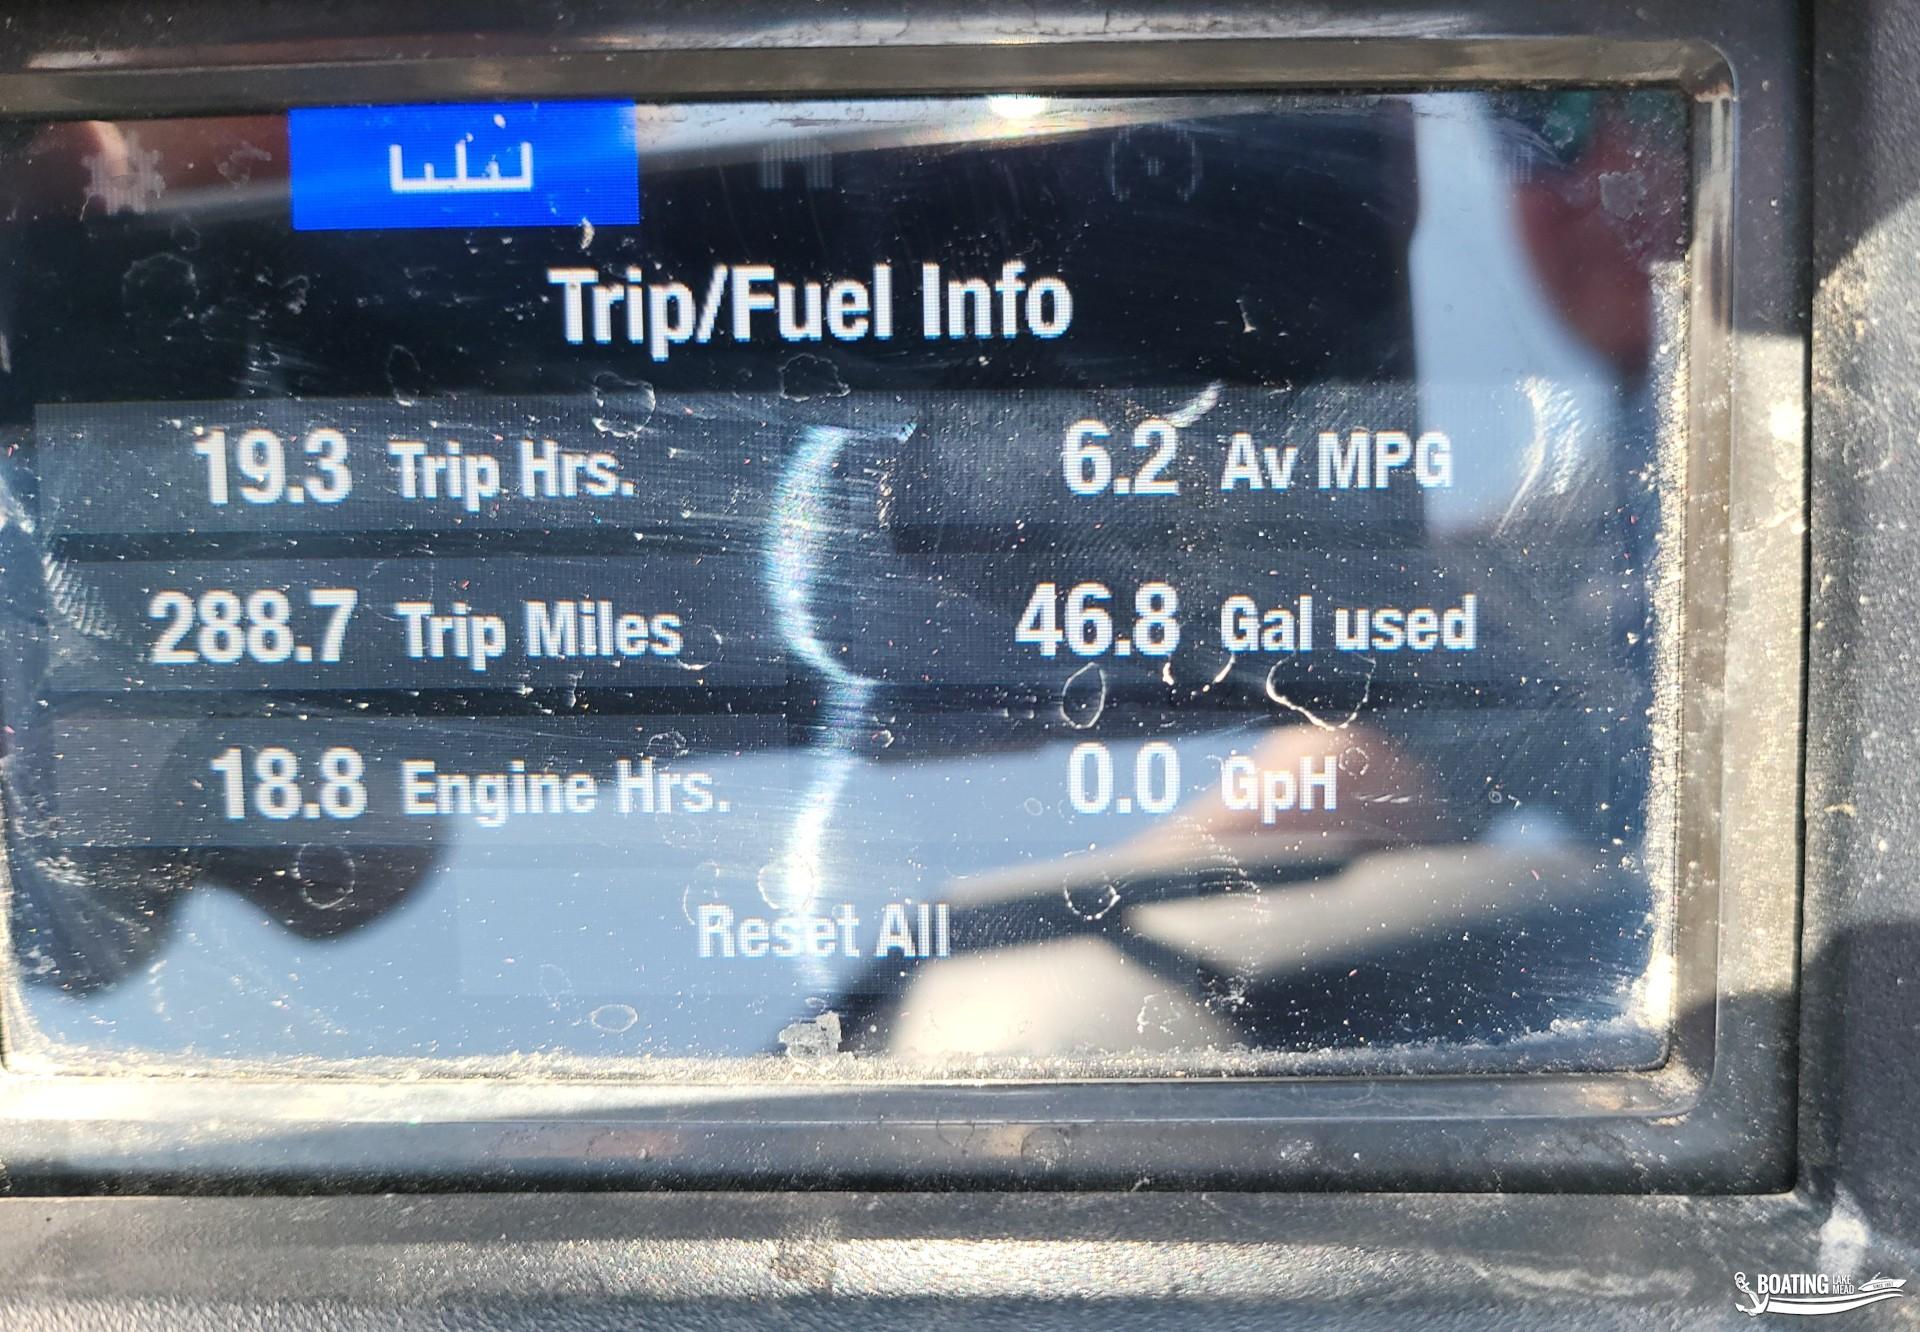 Trip/Fuel Info
19.3 Trip Hrs. 6.2 Av MPG
288.7 Trip Miles 46.8 Gal used
18.8 Engine Hrs. 0.0 GpH
Reset All
BOATING LAKE MEAD